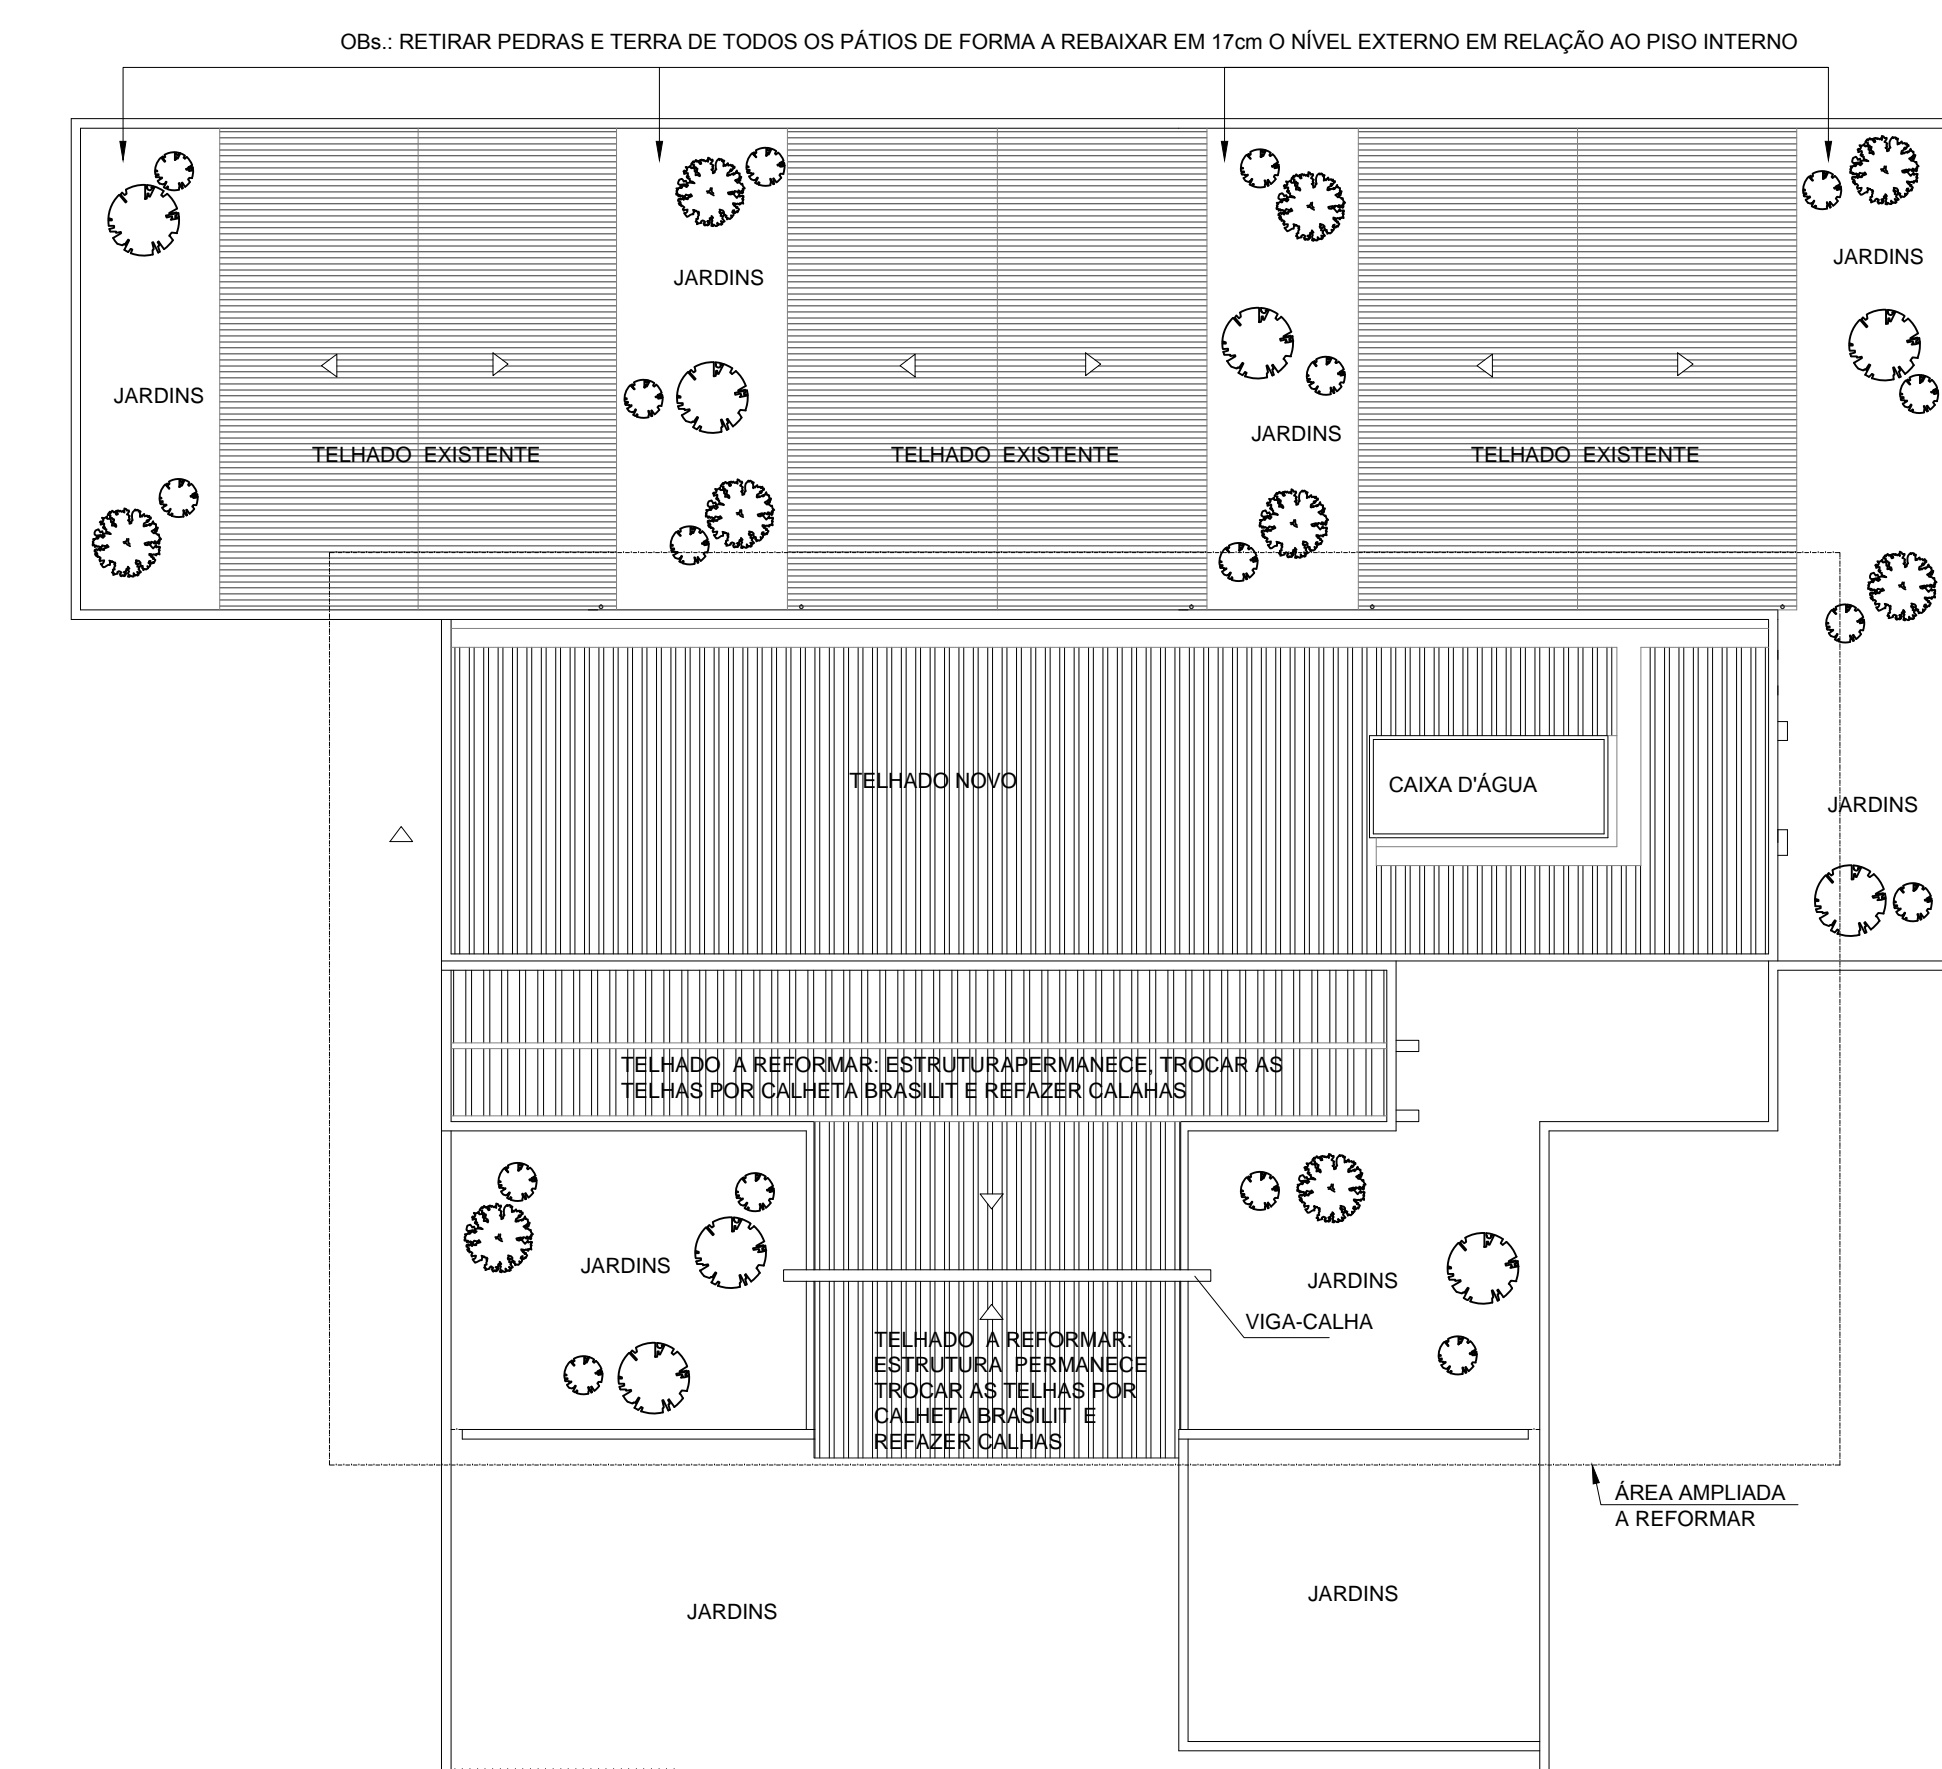 OBs.: RETIRAR PEDRAS E TERRA DE TODOS OS PÁTIOS DE FORMA A REBAIXAR EM 17cm O NÍVEL EXTERNO EM RELAÇÃO AO PISO INTERNO
JARDINS
JARDINS
JARDINS
JARDINS
TELHADO EXISTENTE
TELHADO EXISTENTE
TELHADO EXISTENTE
TELHADO NOVO
CAIXA D'ÁGUA
JARDINS
TELHADO A REFORMAR: ESTRUTURAPERMANECE, TROCAR AS
TELHAS POR CALHETA BRASILIT E REFAZER CALAHAS
JARDINS
JARDINS
VIGA-CALHA
TELHADO A REFORMAR:
ESTRUTURA PERMANECE
TROCAR AS TELHAS POR
CALHETA BRASILIT E
REFAZER CALHAS
ÁREA AMPLIADA
A REFORMAR
JARDINS
JARDINS